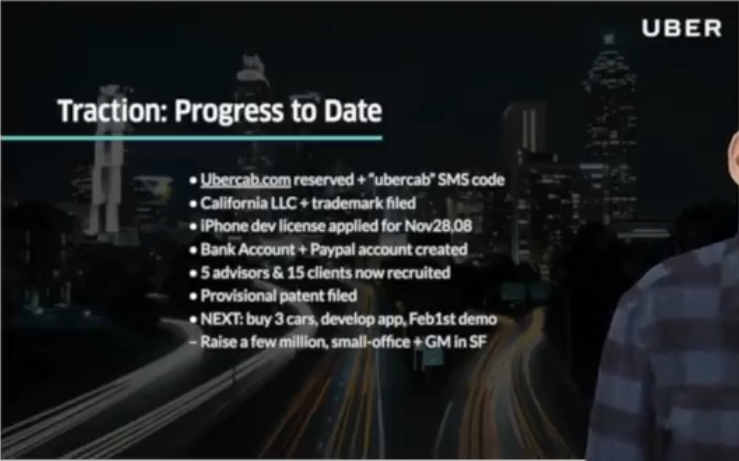 UBER
Traction: Progress to Date
• Ubercab.com reserved + "ubercab" SMS code
• California LLC + trademark filed
• iPhone dev license applied for Nov28,08
• Bank Account + Paypal account created
• 5 advisors & 15 clients now recruited
• Provisional patent filed
• NEXT: buy 3 cars, develop app, Feb1st demo
– Raise a few million, small-office + GM in SF